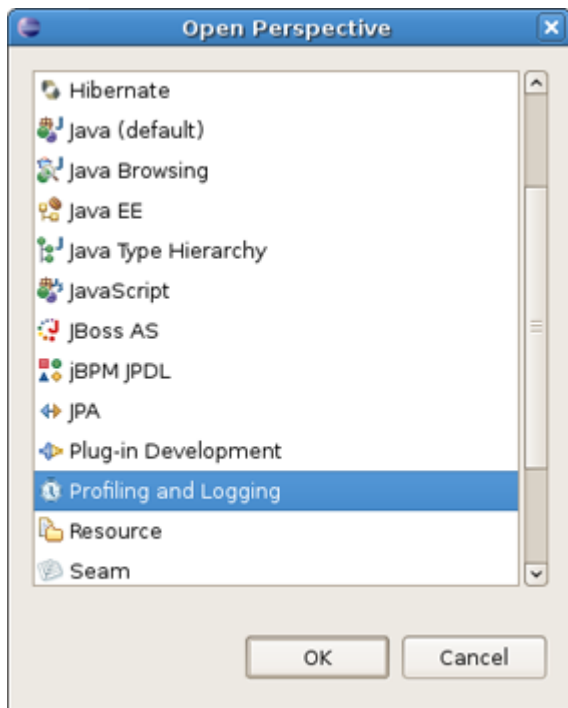 Open Perspective
Hibernate
Java (default)
Java Browsing
Java EE
Java Type Hierarchy
JavaScript
JBoss AS
jBPM JPDL
JPA
Plug-in Development
Profiling and Logging
Resource
Seam
OK
Cancel